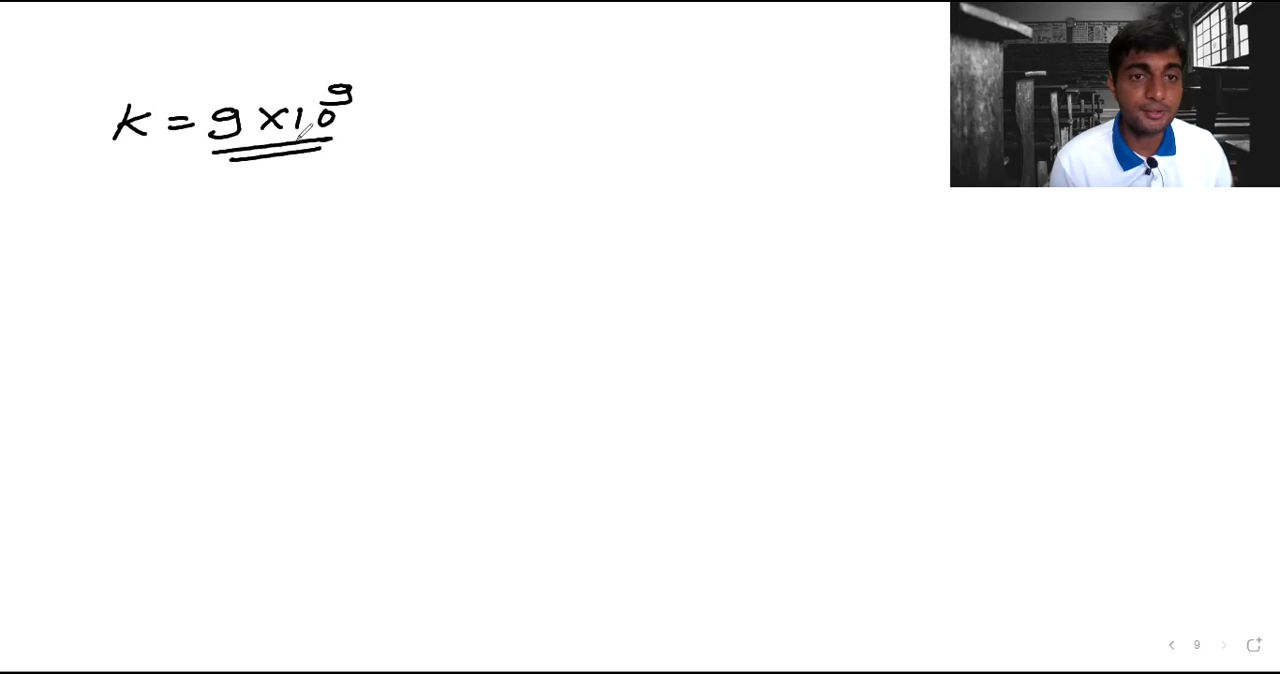 K = 9 × 10⁹
9